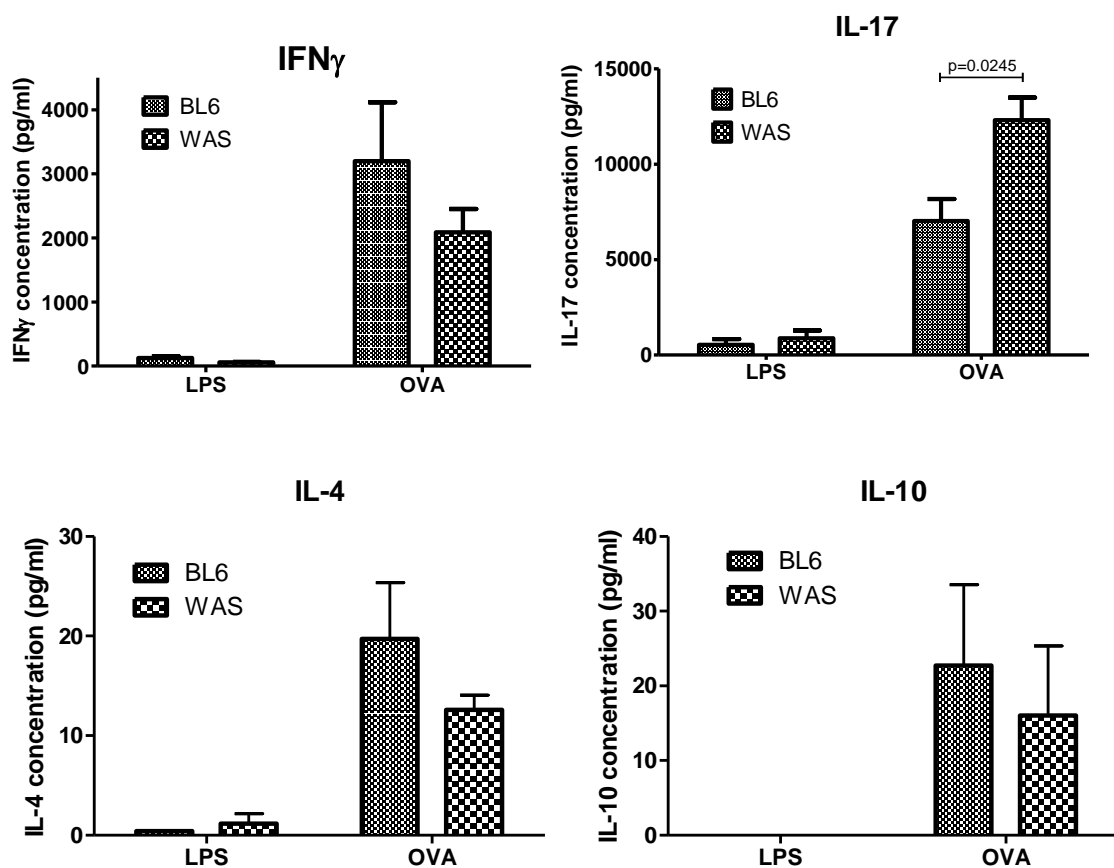 IFNγ
IFNγ concentration (pg/ml)
4000
3000
2000
1000
0
BL6
WAS
LPS
OVA
IL-17
IL-17 concentration (pg/ml)
15000
10000
5000
0
BL6
WAS
p=0.0245
LPS
OVA
IL-4
IL-4 concentration (pg/ml)
30
20
10
0
BL6
WAS
LPS
OVA
IL-10
IL-10 concentration (pg/ml)
40
30
20
10
0
BL6
WAS
LPS
OVA